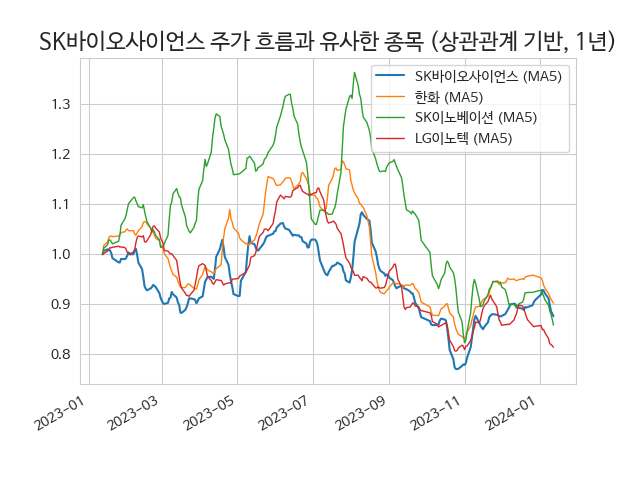 SK바이오사이언스 주가 흐름과 유사한 종목 (상관관계 기반, 1년)
SK바이오사이언스 (MA5)
한화 (MA5)
SK이노베이션 (MA5)
LG이노텍 (MA5)
1.3
1.2
1.1
1.0
0.9
0.8
2023-01
2023-03
2023-05
2023-07
2023-09
2023-11
2024-01